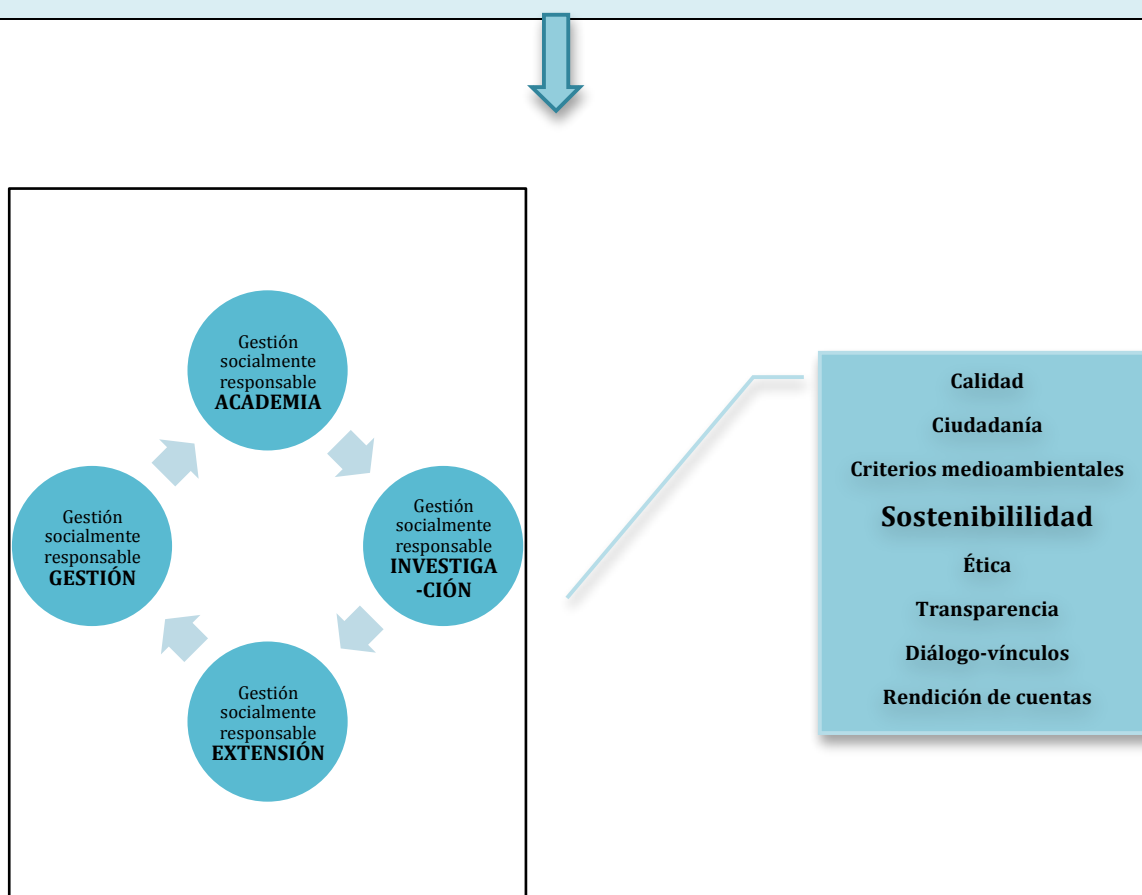 Gestión
socialmente
responsable
ACADEMIA
Gestión
socialmente
responsable
INVESTIGA
-CIÓN
Gestión
socialmente
responsable
EXTENSIÓN
Gestión
socialmente
responsable
GESTIÓN
Calidad
Ciudadanía
Criterios medioambientales
Sostenibililidad
Ética
Transparencia
Diálogo-vínculos
Rendición de cuentas